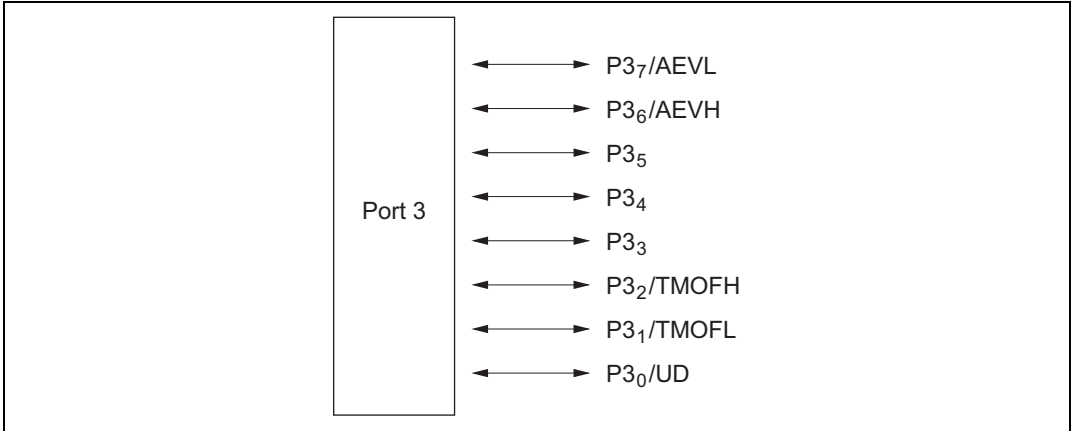 P3₇/AEVL
P3₆/AEVH
P3₅
P3₄
Port 3
P3₃
P3₂/TMOFH
P3₁/TMOFL
P3₀/UD